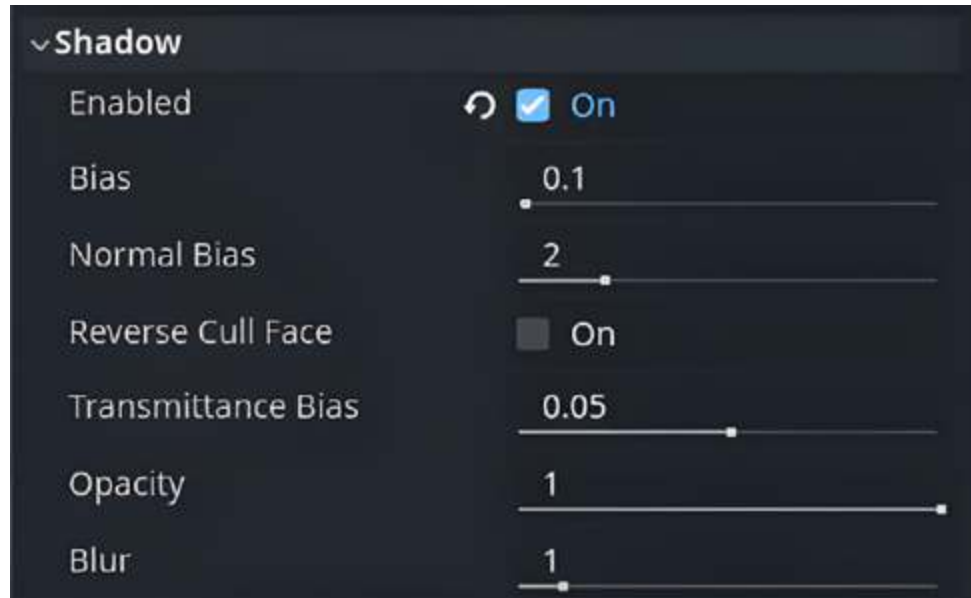 Shadow
Enabled On
Bias 0.1
Normal Bias 2
Reverse Cull Face On
Transmittance Bias 0.05
Opacity 1
Blur 1